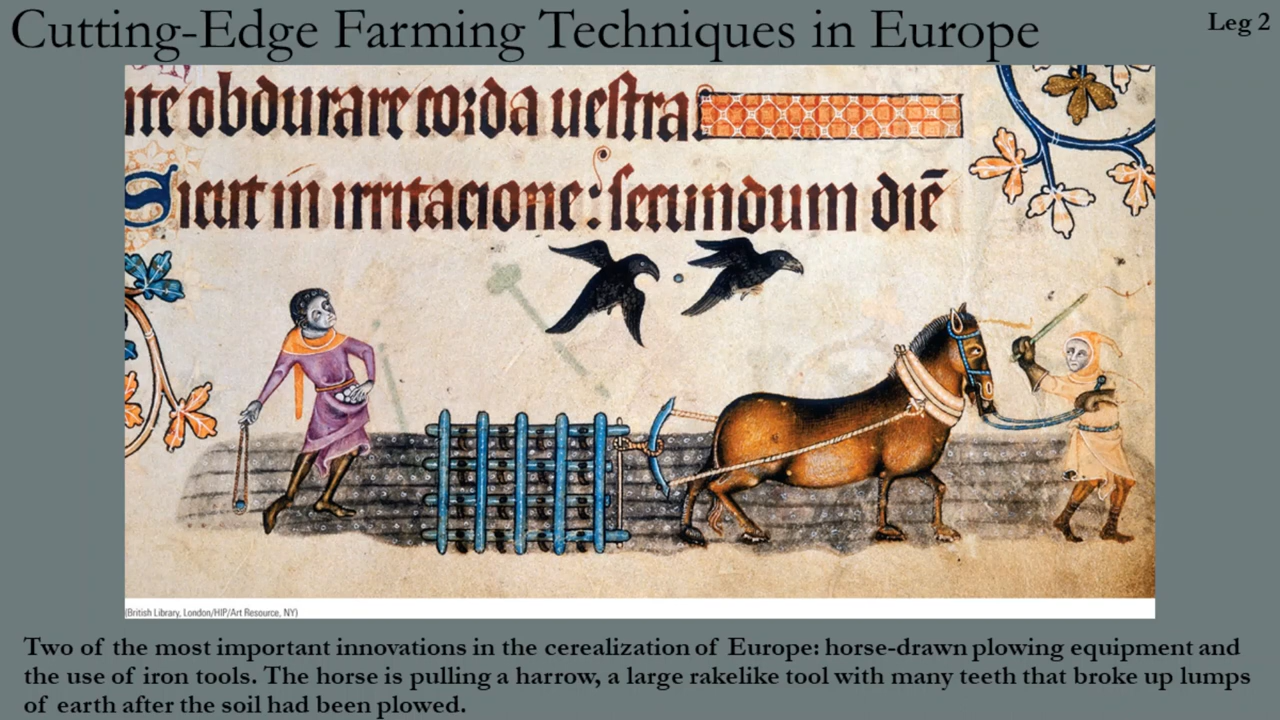 Cutting-Edge Farming Techniques in Europe
Leg 2
nte obdurare corda uestra
Sicut in irritacione: secundum diē
(British Library, London/HIP/Art Resource, NY)
Two of the most important innovations in the cerealization of Europe: horse-drawn plowing equipment and
the use of iron tools. The horse is pulling a harrow, a large rakelike tool with many teeth that broke up lumps
of earth after the soil had been plowed.